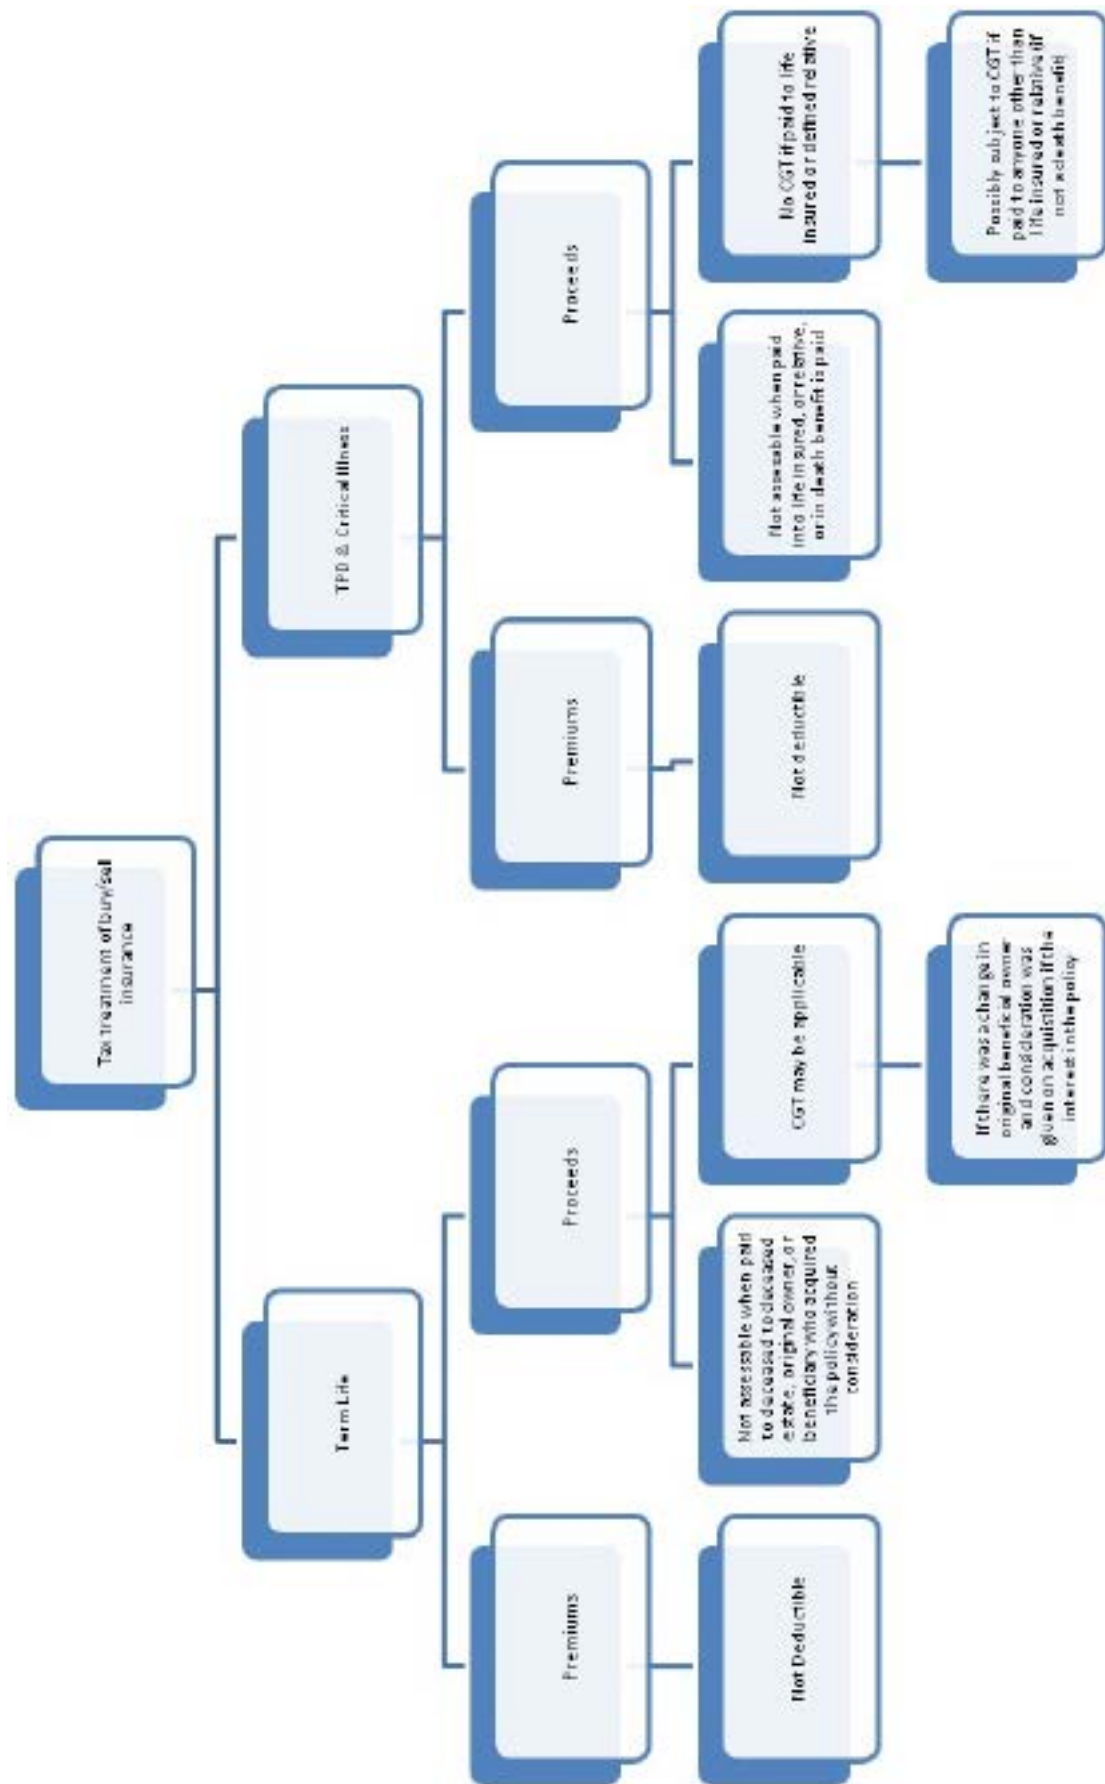 Tax treatment of buy/sell
insurance
Term Life
TPD & Critical Illness
Premiums
Proceeds
Premiums
Proceeds
Not Deductible
Not assessable when paid
to deceased to deceased
estate, original owner, or
beneficiary who acquired
the policy without
consideration
CGT may be applicable
Not deductible
Not assessable when paid
into life insured, or relative,
or in death benefit is paid
No CGT if paid to life
insured or defined relative
If there was a change in
original beneficial owner
and consideration was
given on acquistition if the
interest in the policy
Possibly subject to CGT if
paid to anyone other than
life insured or relative (if
not a death benefit)